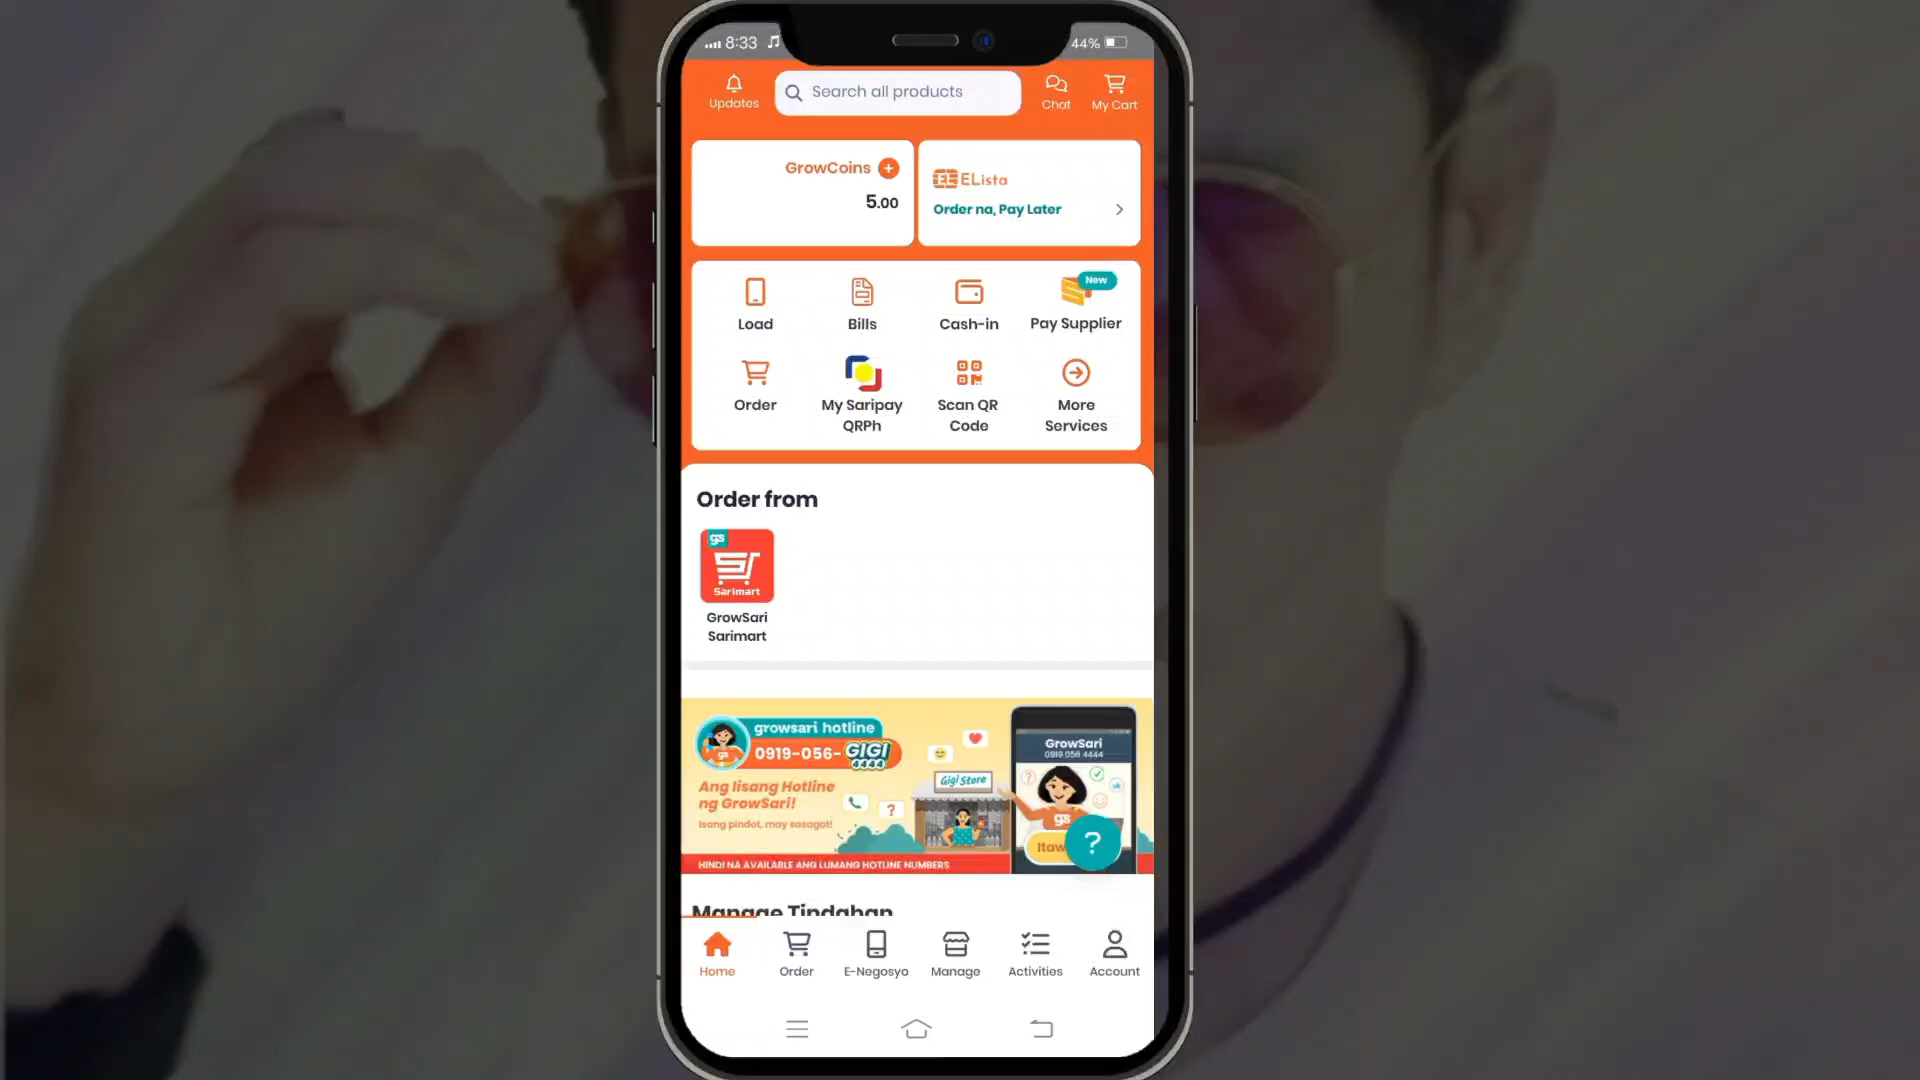 8:33
44%
Updates
Search all products
Chat
My Cart
GrowCoins
5.00
ELista
Order na, Pay Later
Load
Bills
Cash-in
New
Pay Supplier
Order
My Saripay
QRPh
Scan QR
Code
More
Services
Order from
gs
Sarimart
GrowSari
Sarimart
growsari hotline
0919-056-GIGI
4444
Ang Iisang Hotline
ng GrowSari!
Isang pindot, may sasagot!
Gigi Store
GrowSari
0919 056 4444
gs
Itaw
?
HINDI NA AVAILABLE ANG LUMANG HOTLINE NUMBERS
Manage Tindahan
Home
Order
E-Negosyo
Manage
Activities
Account